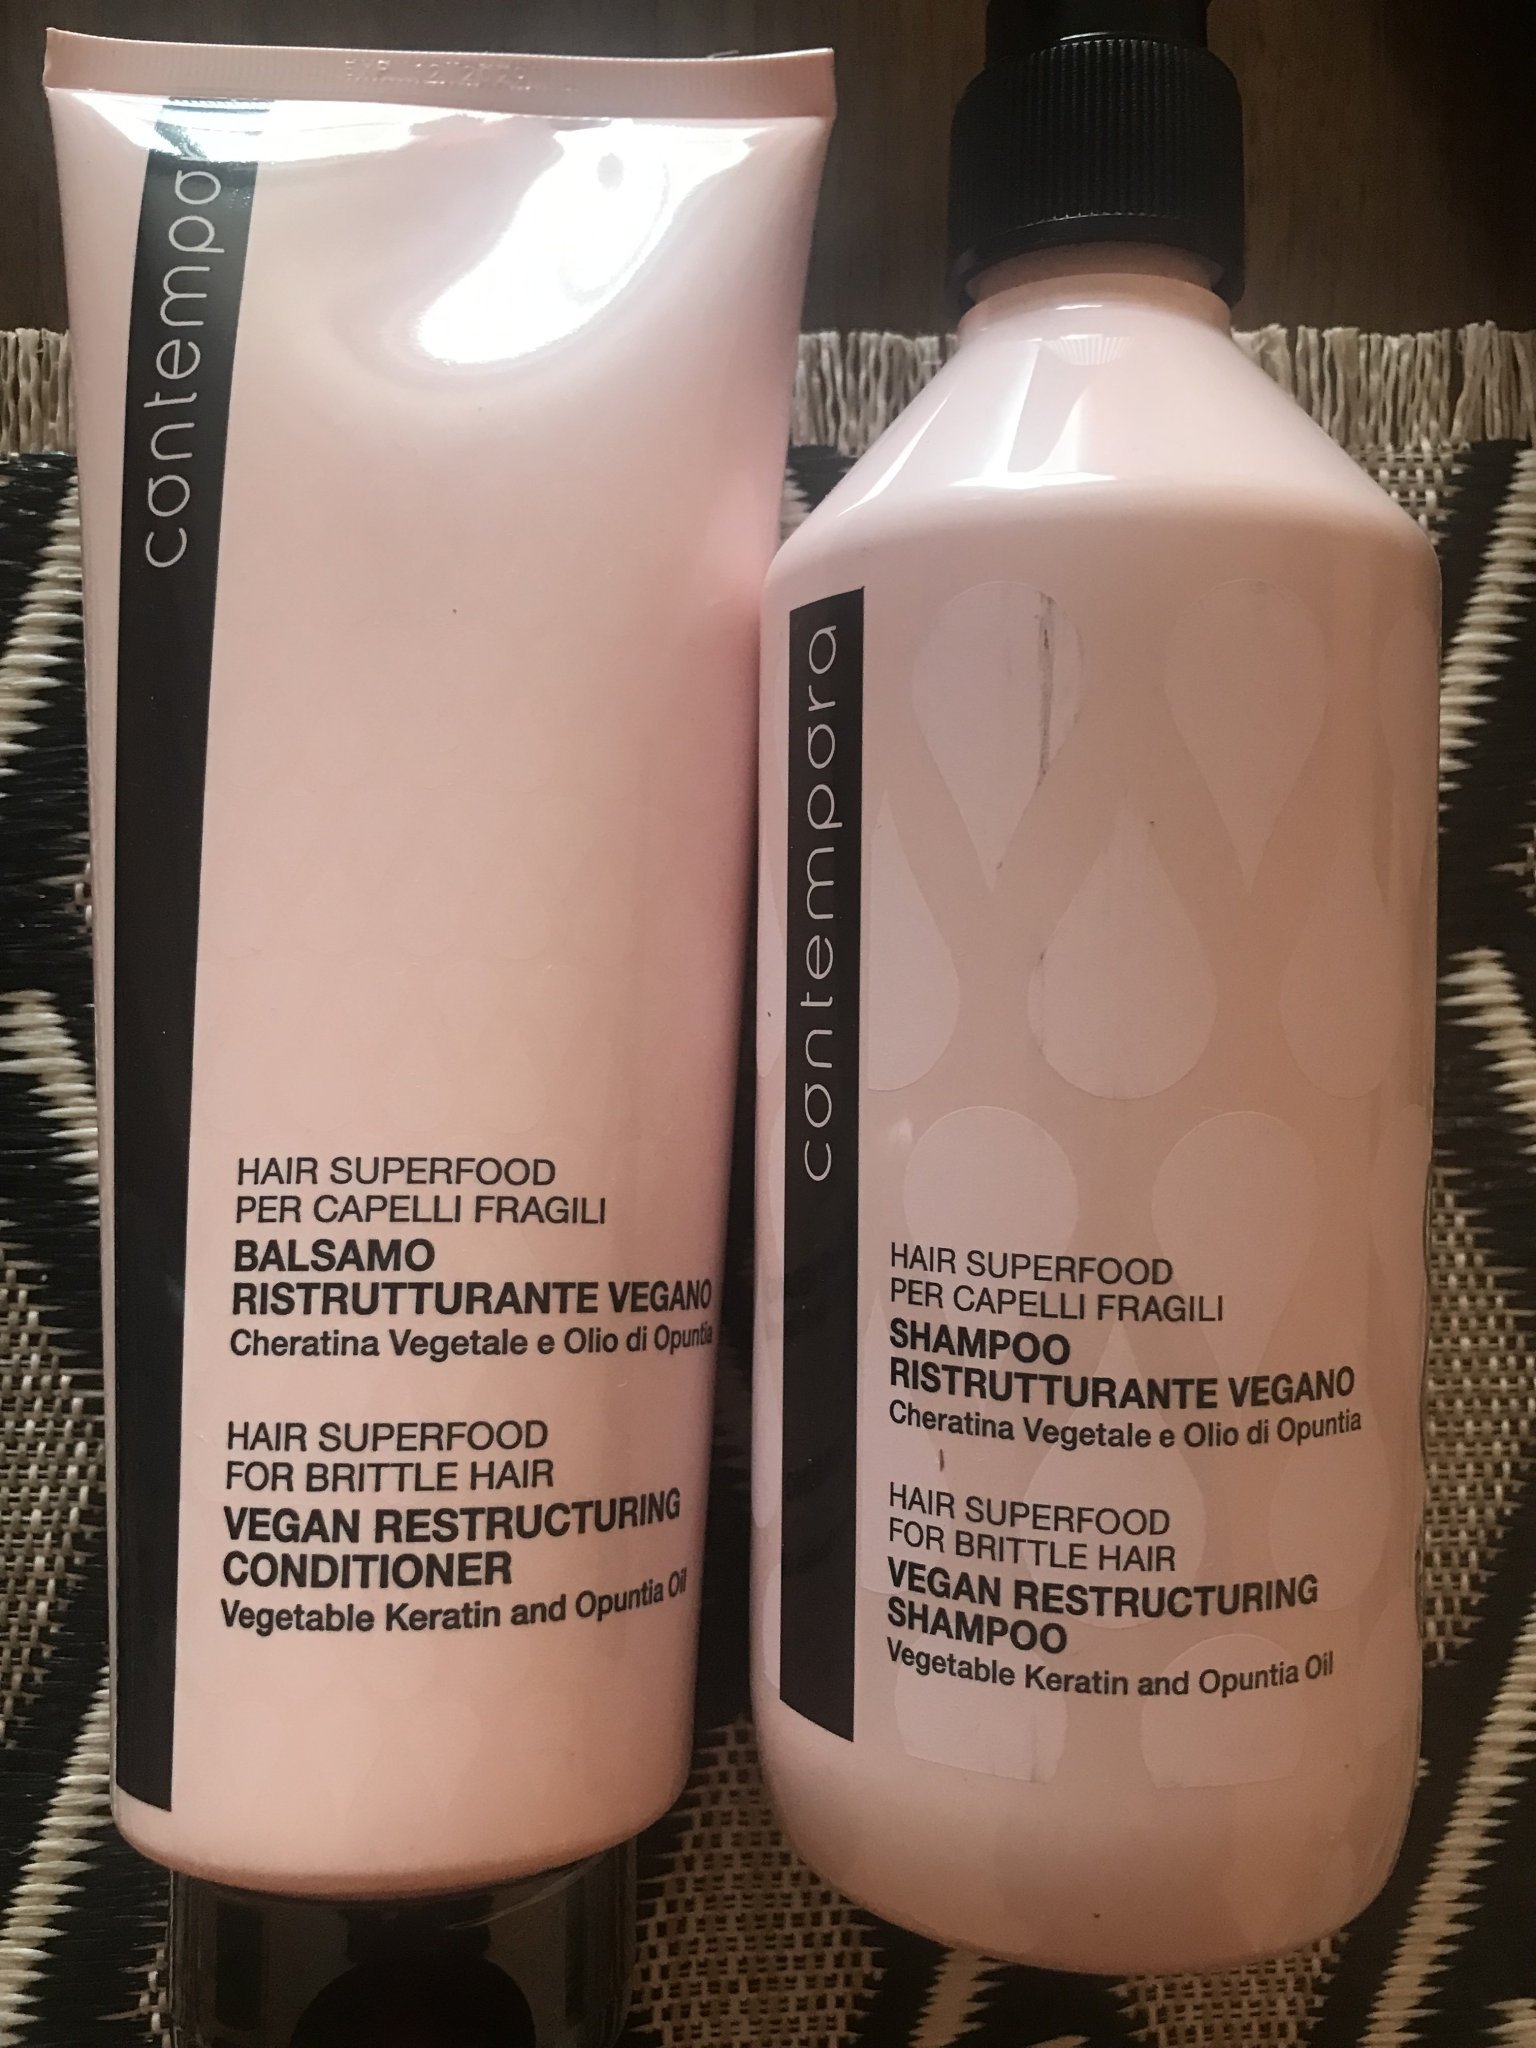 contempora
HAIR SUPERFOOD
PER CAPELLI FRAGILI
BALSAMO
RISTRUTTURANTE VEGANO
Cheratina Vegetale e Olio di Opuntia
HAIR SUPERFOOD
FOR BRITTLE HAIR
VEGAN RESTRUCTURING
CONDITIONER
Vegetable Keratin and Opuntia Oil
contempora
HAIR SUPERFOOD
PER CAPELLI FRAGILI
SHAMPOO
RISTRUTTURANTE VEGANO
Cheratina Vegetale e Olio di Opuntia
HAIR SUPERFOOD
FOR BRITTLE HAIR
VEGAN RESTRUCTURING
SHAMPOO
Vegetable Keratin and Opuntia Oil